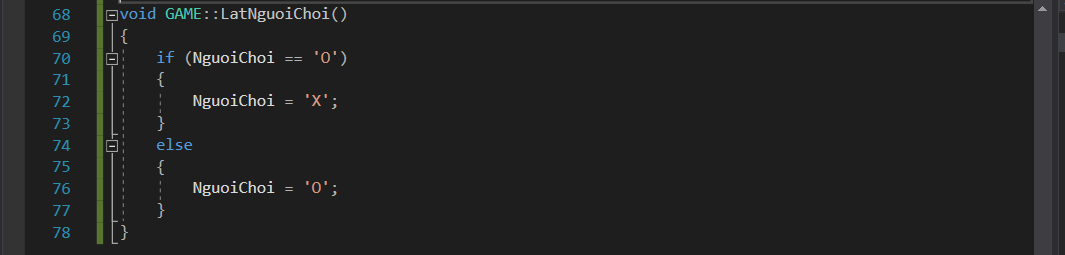 68 void GAME::LatNguoiChoi()
69 {
70 if (NguoiChoi == 'O')
71 {
72 NguoiChoi = 'X';
73 }
74 else
75 {
76 NguoiChoi = 'O';
77 }
78 }